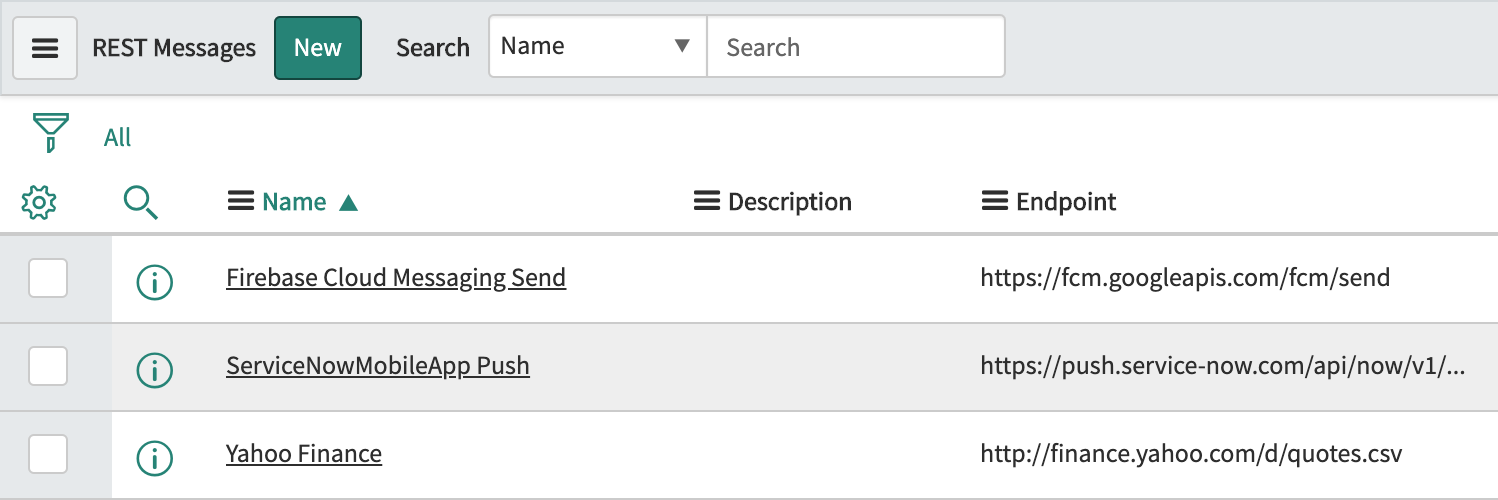 REST Messages New Search Name Search
All
Name Description Endpoint
Firebase Cloud Messaging Send https://fcm.googleapis.com/fcm/send
ServiceNowMobileApp Push https://push.service-now.com/api/now/v1/...
Yahoo Finance http://finance.yahoo.com/d/quotes.csv